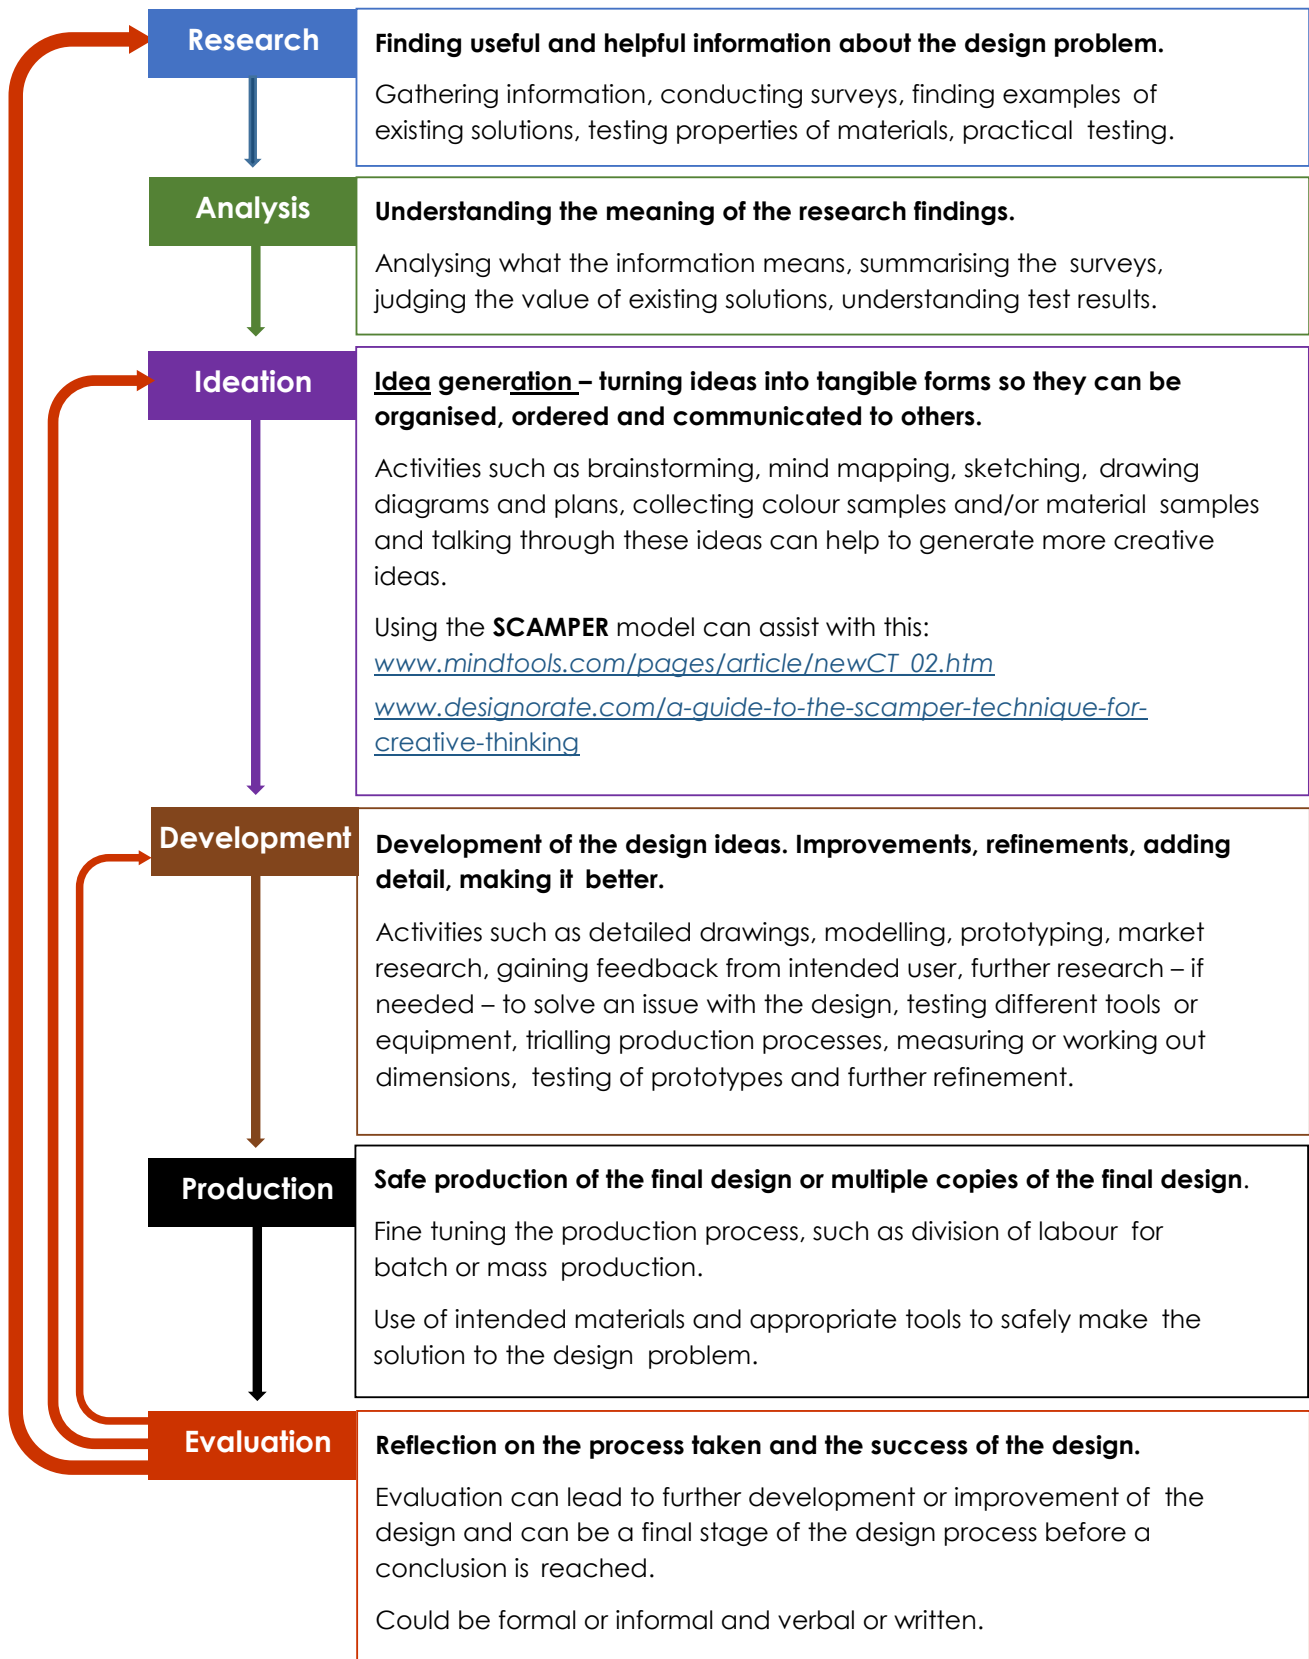 Research
Finding useful and helpful information about the design problem.
Gathering information, conducting surveys, finding examples of
existing solutions, testing properties of materials, practical testing.
Analysis
Understanding the meaning of the research findings.
Analysing what the information means, summarising the surveys,
judging the value of existing solutions, understanding test results.
Ideation
Idea generation – turning ideas into tangible forms so they can be
organised, ordered and communicated to others.
Activities such as brainstorming, mind mapping, sketching, drawing
diagrams and plans, collecting colour samples and/or material samples
and talking through these ideas can help to generate more creative
ideas.
Using the SCAMPER model can assist with this:
www.mindtools.com/pages/article/newCT_02.htm
www.designorate.com/a-guide-to-the-scamper-technique-for-
creative-thinking
Development
Development of the design ideas. Improvements, refinements, adding
detail, making it better.
Activities such as detailed drawings, modelling, prototyping, market
research, gaining feedback from intended user, further research – if
needed – to solve an issue with the design, testing different tools or
equipment, trialling production processes, measuring or working out
dimensions, testing of prototypes and further refinement.
Production
Safe production of the final design or multiple copies of the final design.
Fine tuning the production process, such as division of labour for
batch or mass production.
Use of intended materials and appropriate tools to safely make the
solution to the design problem.
Evaluation
Reflection on the process taken and the success of the design.
Evaluation can lead to further development or improvement of the
design and can be a final stage of the design process before a
conclusion is reached.
Could be formal or informal and verbal or written.